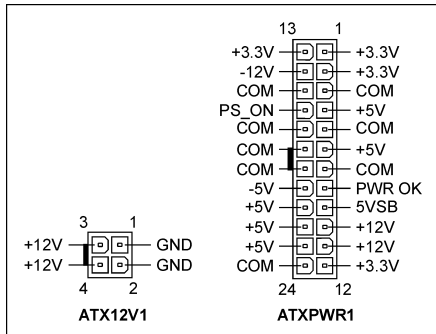 13 1
+3.3V +3.3V
-12V +3.3V
COM COM
PS_ON +5V
COM COM
COM +5V
COM COM
-5V PWR OK
+5V 5VSB
+5V +12V
+5V +12V
COM +3.3V
24 12
ATXPWR1
3 1
+12V GND
+12V GND
4 2
ATX12V1